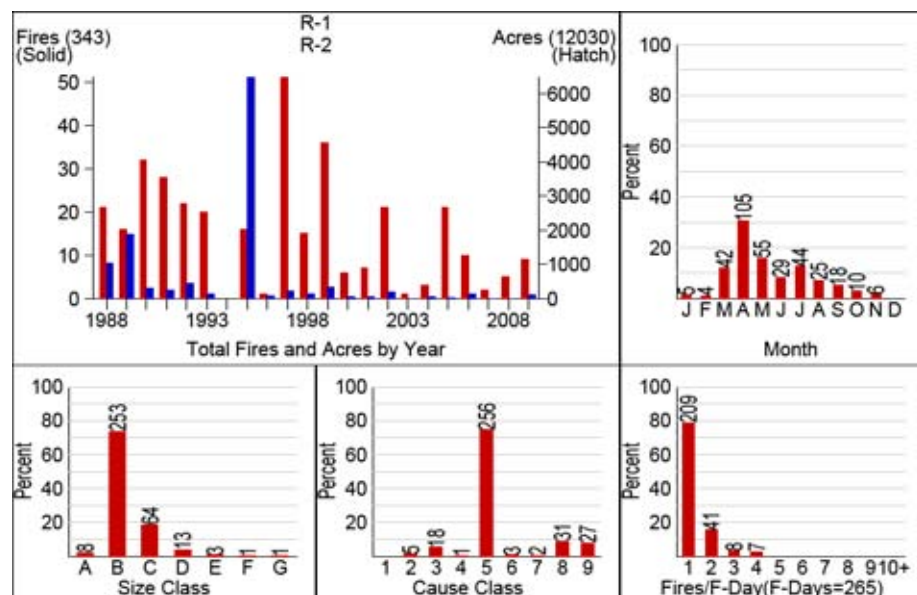 R-1
R-2
Fires (343)
(Solid)
Acres (12030)
(Hatch)
50
40
30
20
10
0
6000
5000
4000
3000
2000
1000
0
1988 1993 1998 2003 2008
Total Fires and Acres by Year
100
80
60
40
20
Percent
5 4 42 105 55 29 44 25 18 10 6
J F M A M J J A S O N D
Month
100
80
60
40
20
Percent
8 253 64 13 3 1 1
A B C D E F G
Size Class
100
80
60
40
20
Percent
5 18 1 256 3 2 31 27
1 2 3 4 5 6 7 8 9
Cause Class
100
80
60
40
20
Percent
209 41 8 7
1 2 3 4 5 6 7 8 910+
Fires/F-Day(F-Days=265)